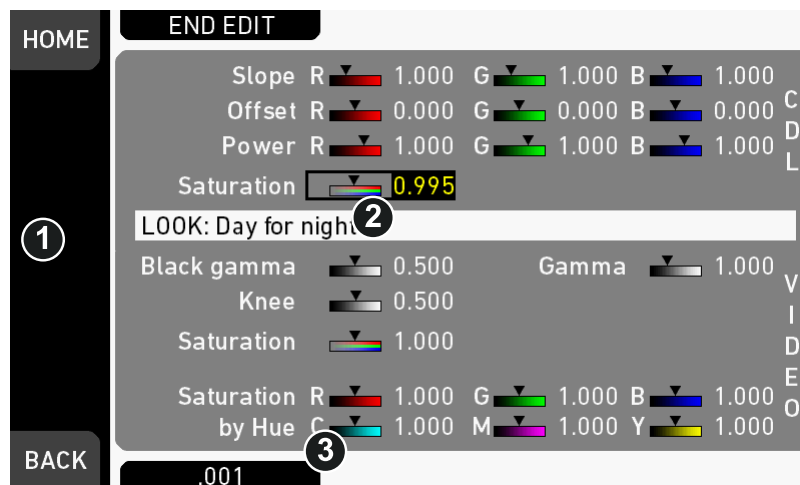 HOME
END EDIT
Slope R 1.000 G 1.000 B 1.000
Offset R 0.000 G 0.000 B 0.000
Power R 1.000 G 1.000 B 1.000
CDL
Saturation 0.995
2
LOOK: Day for night
1
Black gamma 0.500 Gamma 1.000
Knee 0.500
Saturation 1.000
VIDEO
Saturation R 1.000 G 1.000 B 1.000
by Hue C 1.000 M 1.000 Y 1.000
3
BACK
.001